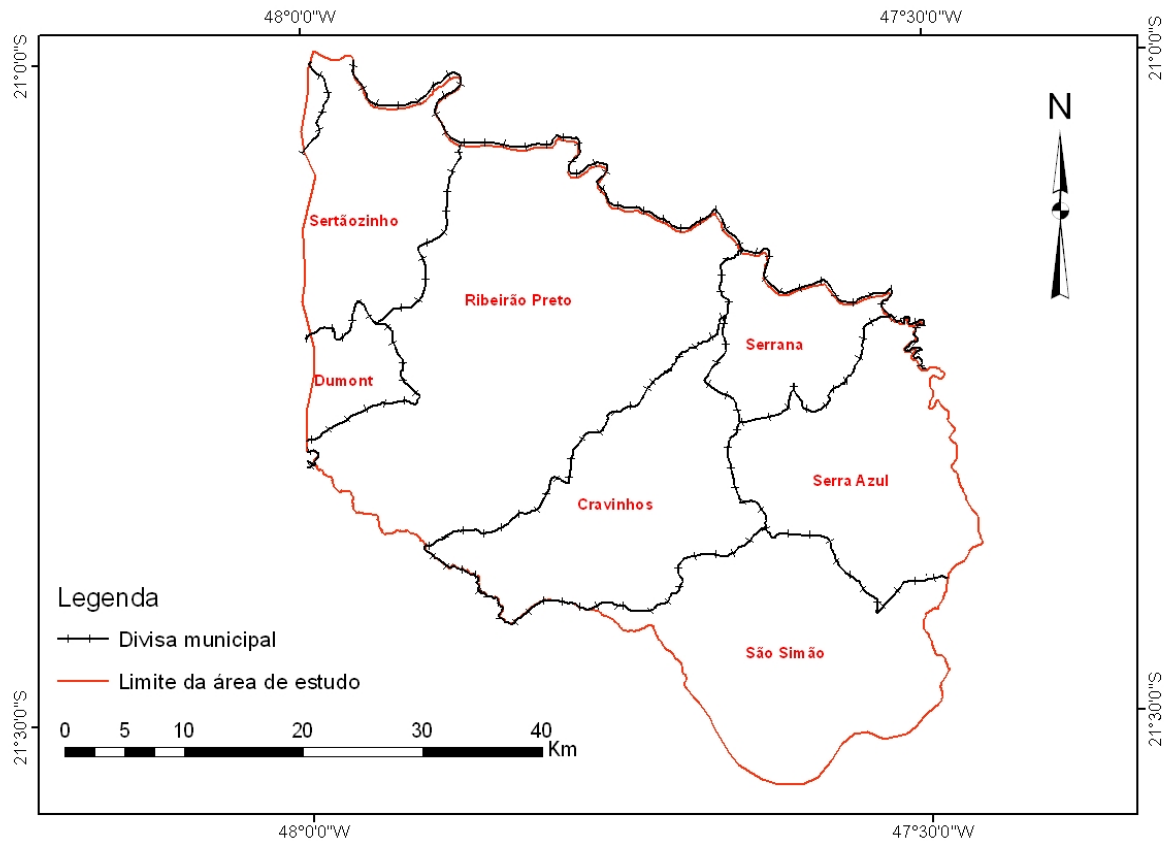 48°0'0"W
47°30'0"W
21°0'0"S
21°0'0"S
N
Sertãozinho
Ribeirão Preto
Serrana
Dumont
Serra Azul
Cravinhos
Legenda
Divisa municipal
São Simão
Limite da área de estudo
21°30'0"S
21°30'0"S
0 5 10 20 30 40
Km
48°0'0"W
47°30'0"W